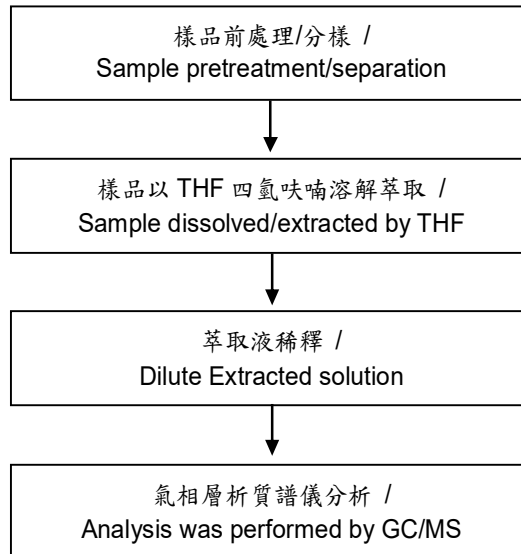 樣品前處理/分樣 /
Sample pretreatment/separation
樣品以 THF 四氫呋喃溶解萃取 /
Sample dissolved/extracted by THF
萃取液稀釋 /
Dilute Extracted solution
氣相層析質譜儀分析 /
Analysis was performed by GC/MS